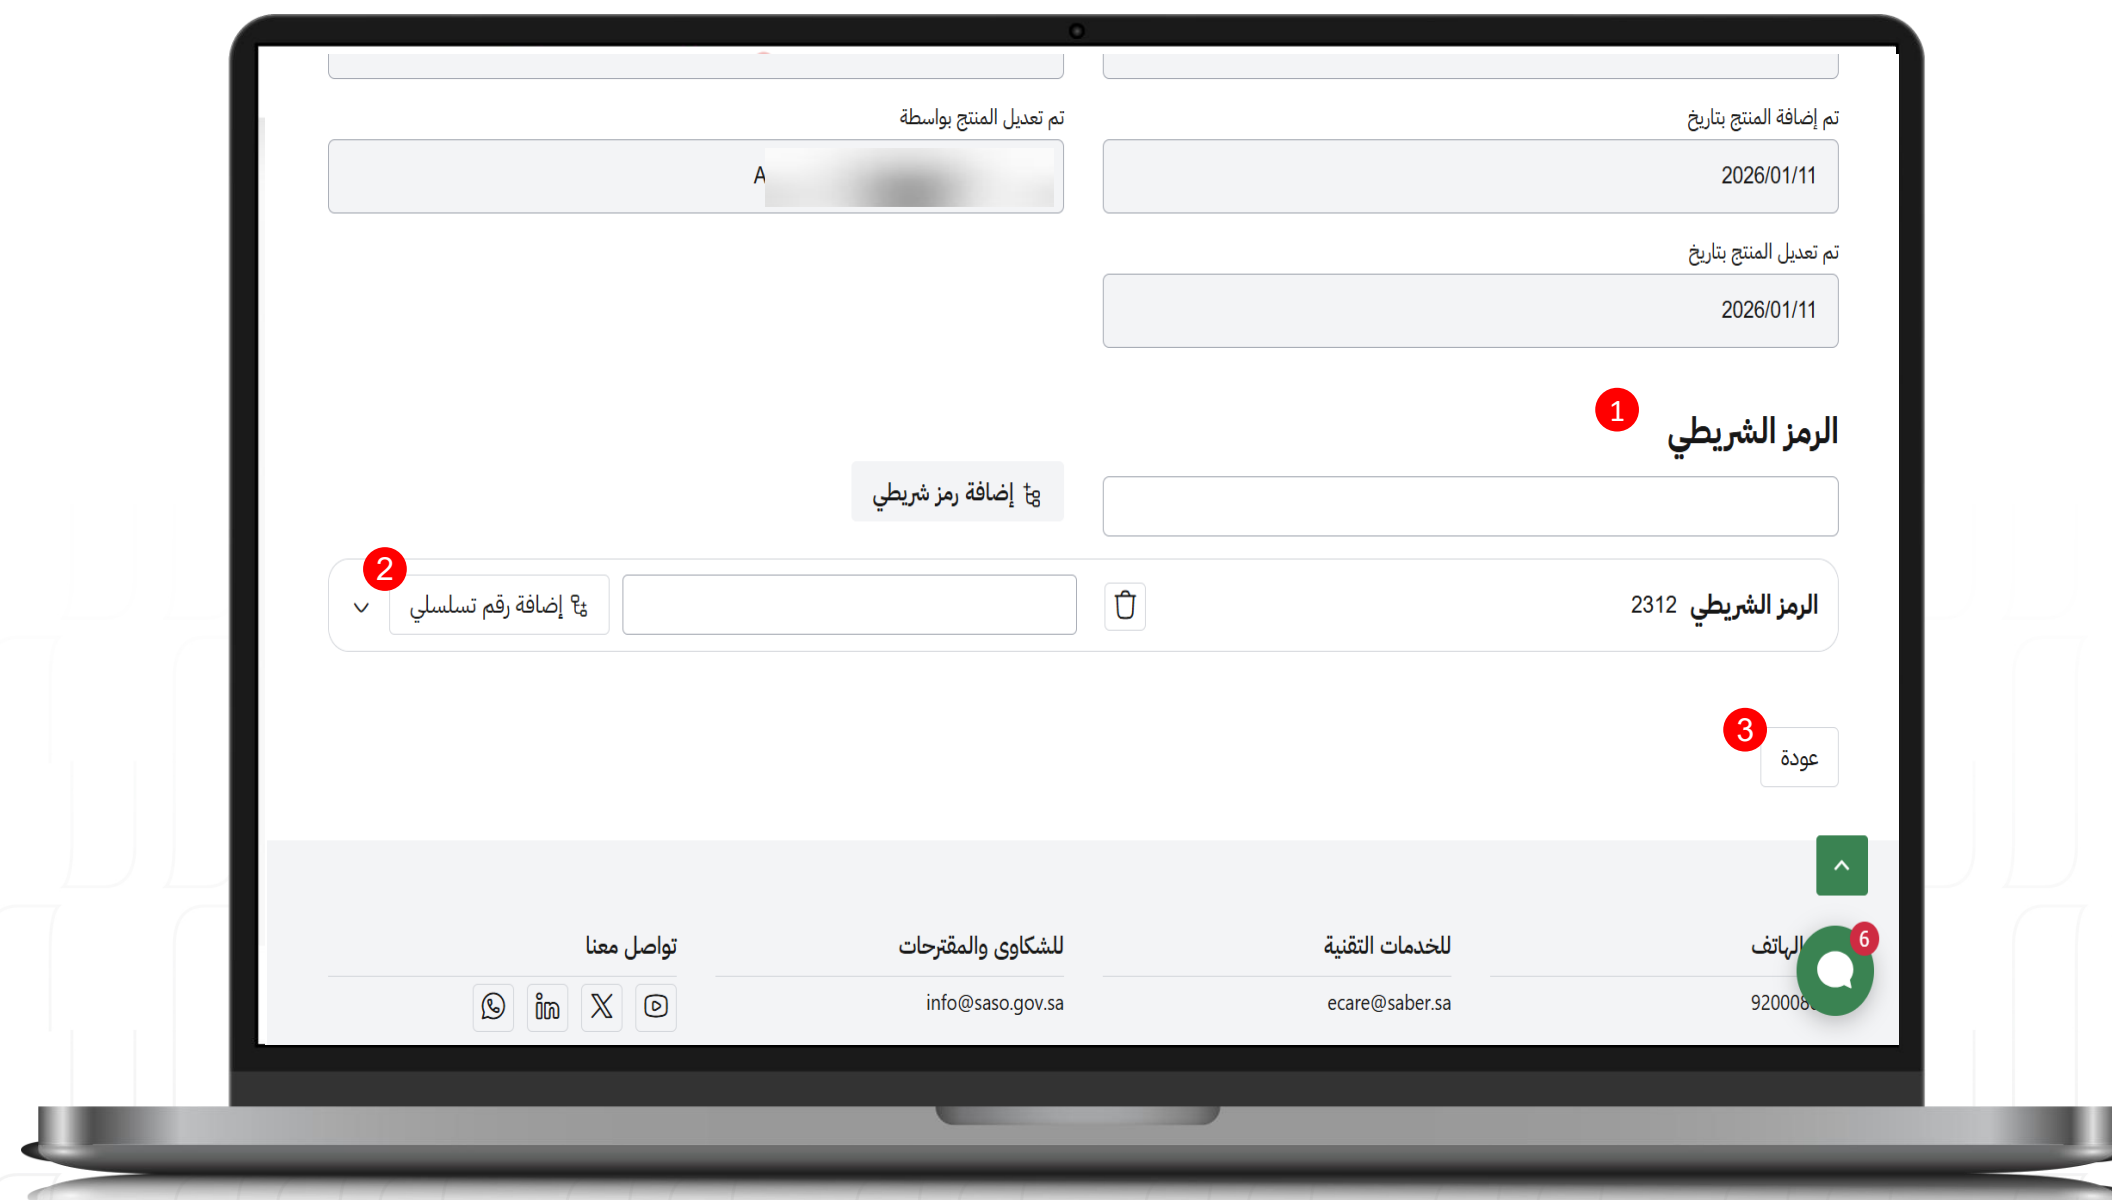 تم إضافة المنتج بتاريخ
تم تعديل المنتج بواسطة
2026/01/11
A
تم تعديل المنتج بتاريخ
2026/01/11
1
الرمز الشريطي
إضافة رمز شريطي
2
الرمز الشريطي 2312
إضافة رقم تسلسلي
3
عودة
الهاتف
للخدمات التقنية
للشكاوى والمقترحات
تواصل معنا
6
ecare@saber.sa
info@saso.gov.sa